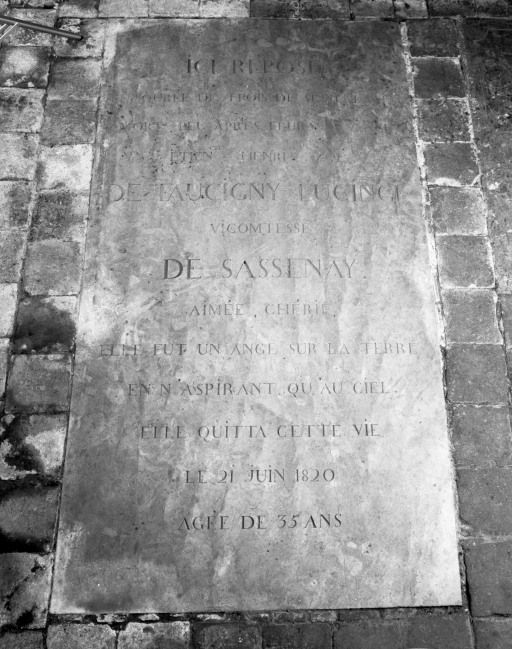 ICI REPOSE
DE FAUCIGNY LUCINGE
VICOMTESSE
DE SASSENAY
AIMÉE, CHÉRIE,
ELLE FUT UN ANGE SUR LA TERRE
EN N'ASPIRANT QU'AU CIEL.
ELLE QUITTA CETTE VIE
LE 21 JUIN 1820
AGÉE DE 35 ANS